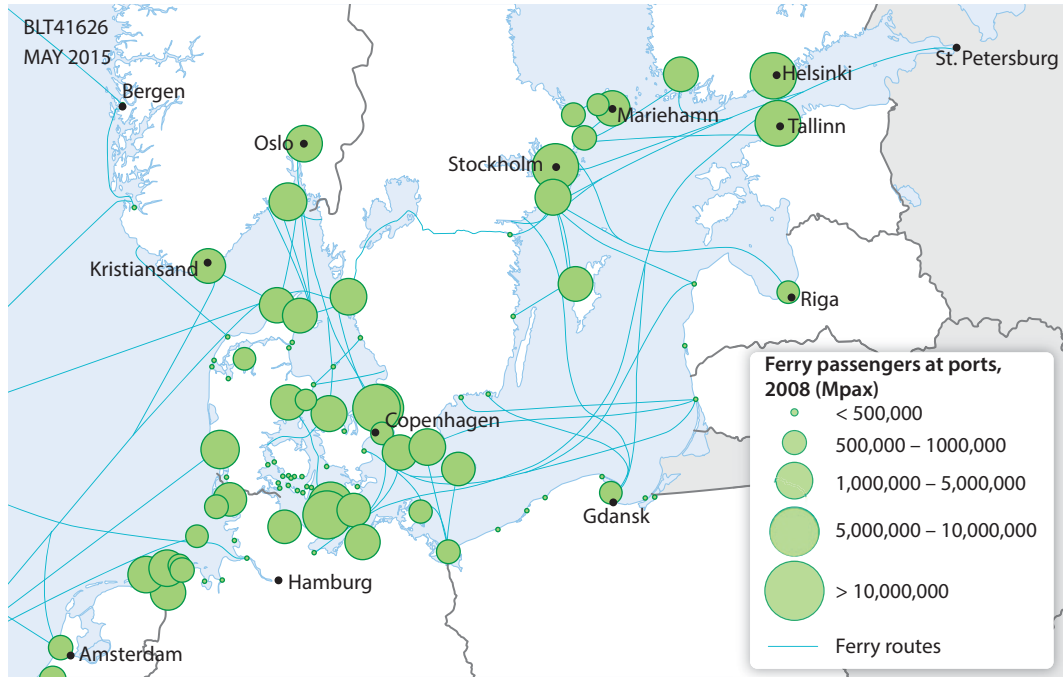 BLT41626
MAY 2015
Bergen
St. Petersburg
Helsinki
Mariehamn
Tallinn
Oslo
Stockholm
Kristiansand
Riga
Copenhagen
Gdansk
Hamburg
Amsterdam
Ferry passengers at ports,
2008 (Mpax)
< 500,000
500,000 – 1000,000
1,000,000 – 5,000,000
5,000,000 – 10,000,000
> 10,000,000
Ferry routes